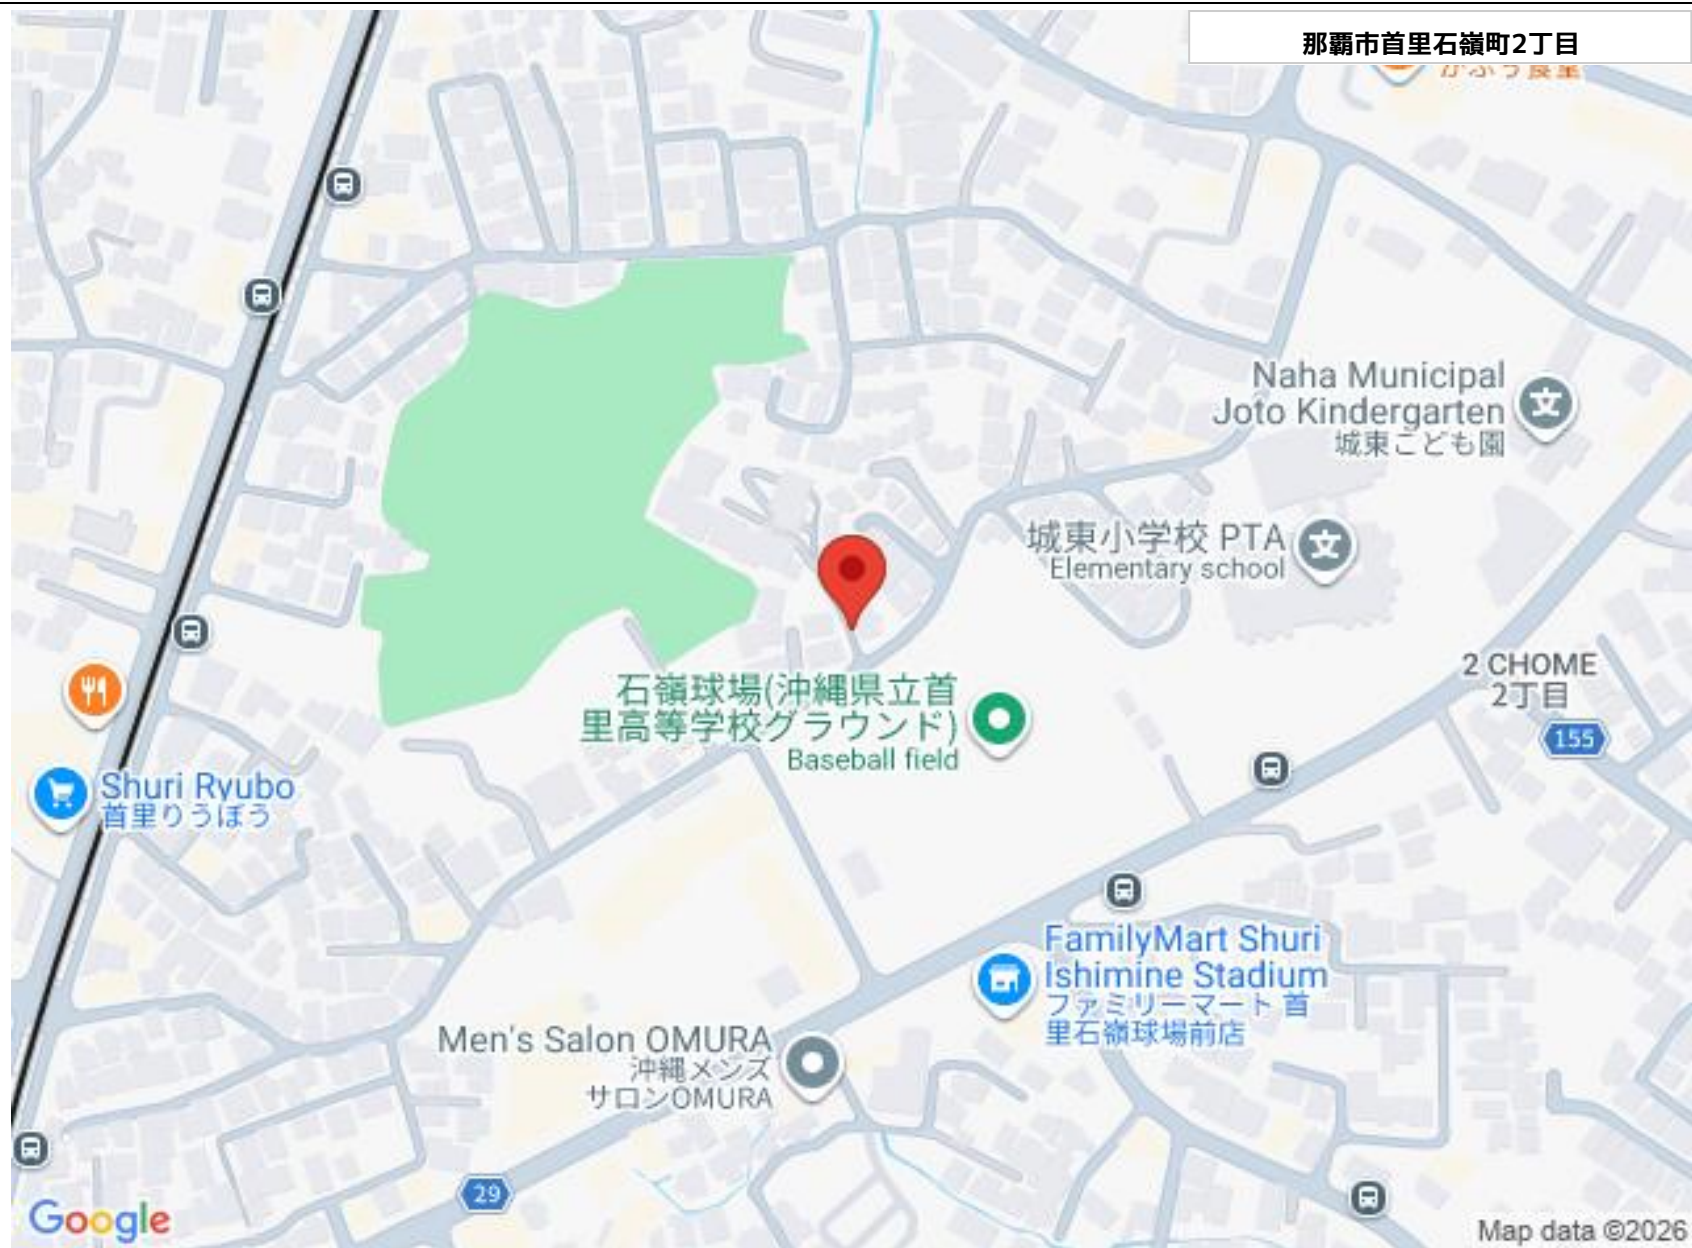 那覇市首里石嶺町2丁目
Naha Municipal
Joto Kindergarten
城東こども園
城東小学校 PTA
Elementary school
2 CHOME
2丁目
155
石嶺球場(沖縄県立首
里高等学校グラウンド)
Baseball field
Shuri Ryubo
首里りうぼう
FamilyMart Shuri
Ishimine Stadium
ファミリーマート 首
里石嶺球場前店
Men's Salon OMURA
沖縄メンズ
サロンOMURA
29
Google
Map data ©2026